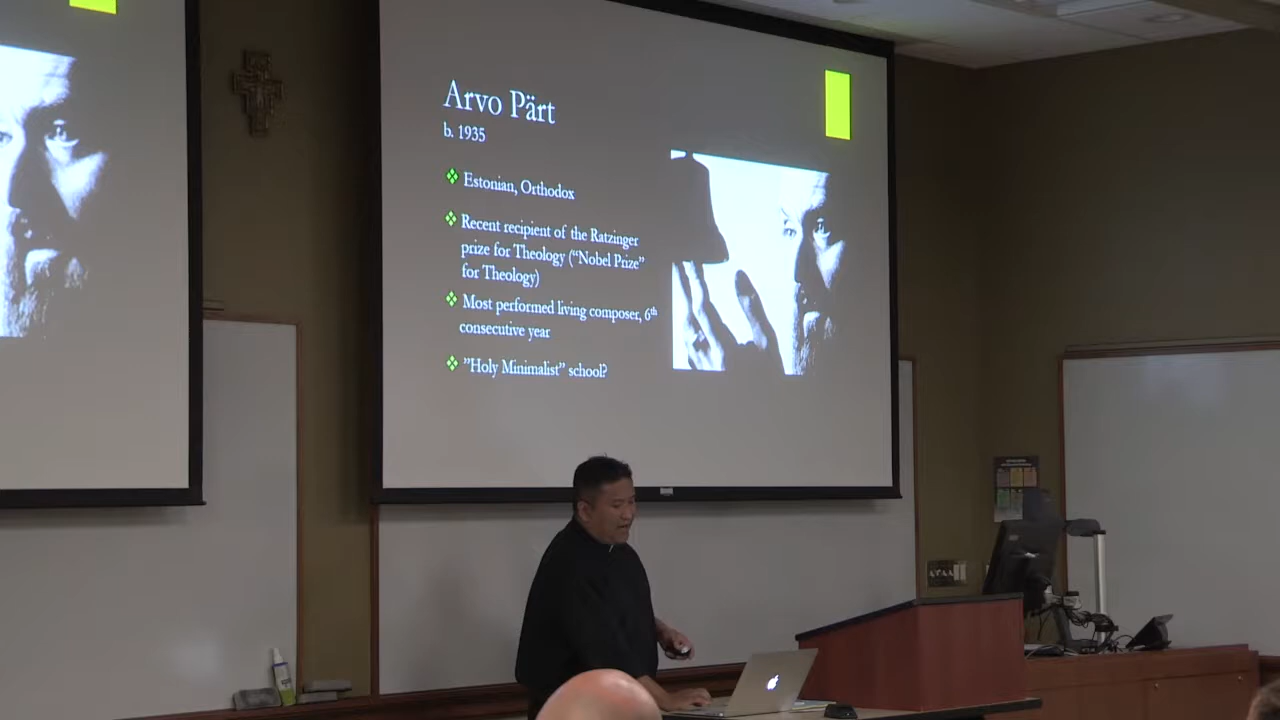 Arvo Pärt
b. 1935
Estonian, Orthodox
Recent recipient of the Ratzinger
prize for Theology (“Nobel Prize”
for Theology)
Most performed living composer, 6th
consecutive year
”Holy Minimalist” school?